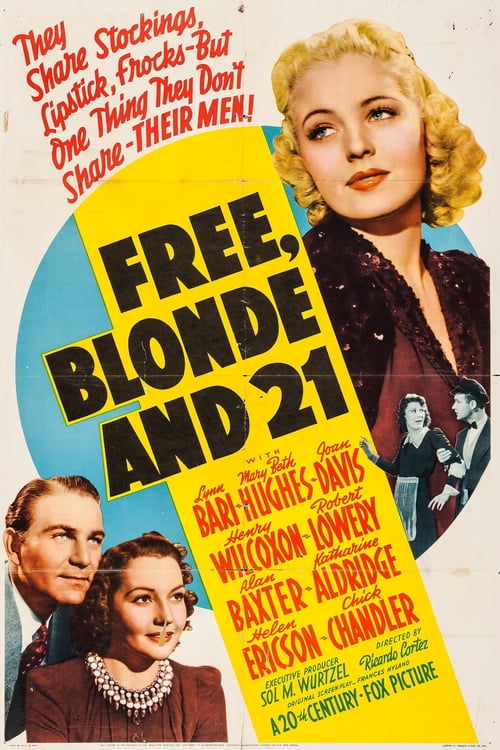 They
Share Stockings,
Lipstick, Frocks-But
One Thing They Don't
Share-THEIR MEN!
FREE,
BLONDE
AND 21
WITH
Lynn Mary Beth Joan
BARI-HUGHES-DAVIS
Henry Robert
WILCOXON-LOWERY
Alan Katharine
BAXTER-ALDRIDGE
Helen Chick
ERICSON-CHANDLER
EXECUTIVE PRODUCER
SOL M. WURTZEL
DIRECTED BY
Ricardo Cortez
ORIGINAL SCREEN PLAY... FRANCES HYLAND
A 20th CENTURY-FOX PICTURE